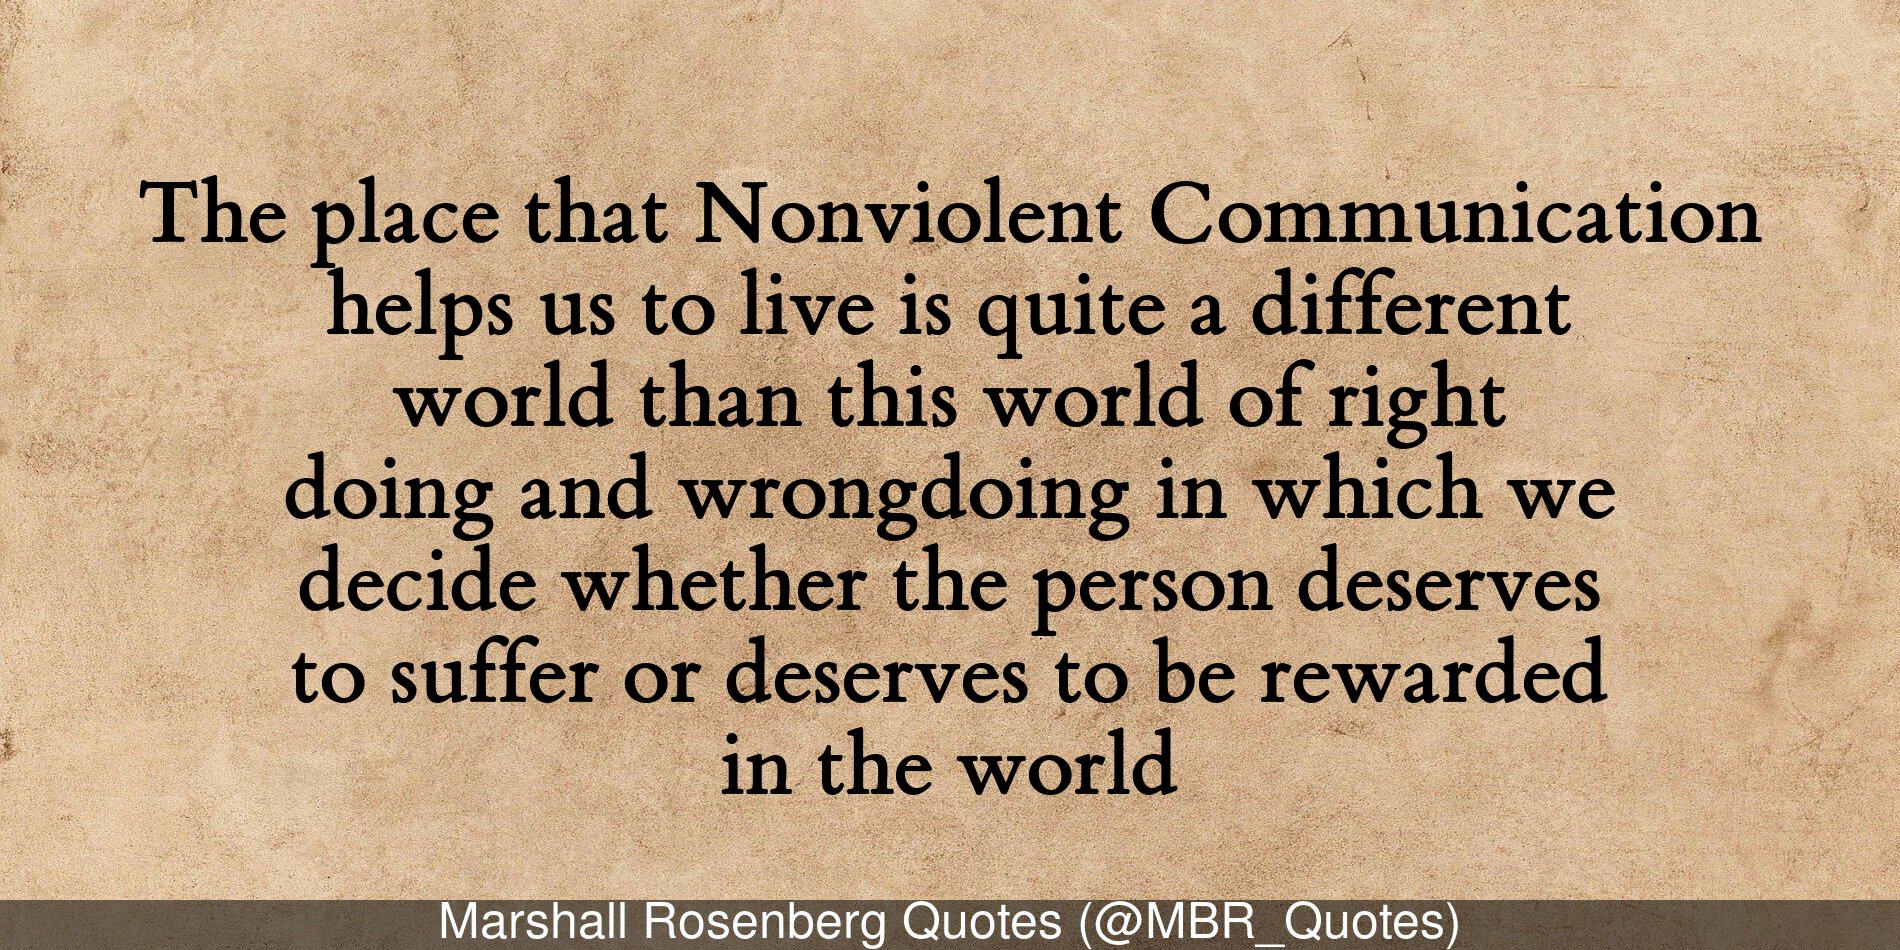 The place that Nonviolent Communication
helps us to live is quite a different
world than this world of right
doing and wrongdoing in which we
decide whether the person deserves
to suffer or deserves to be rewarded
in the world
Marshall Rosenberg Quotes (@MBR_Quotes)